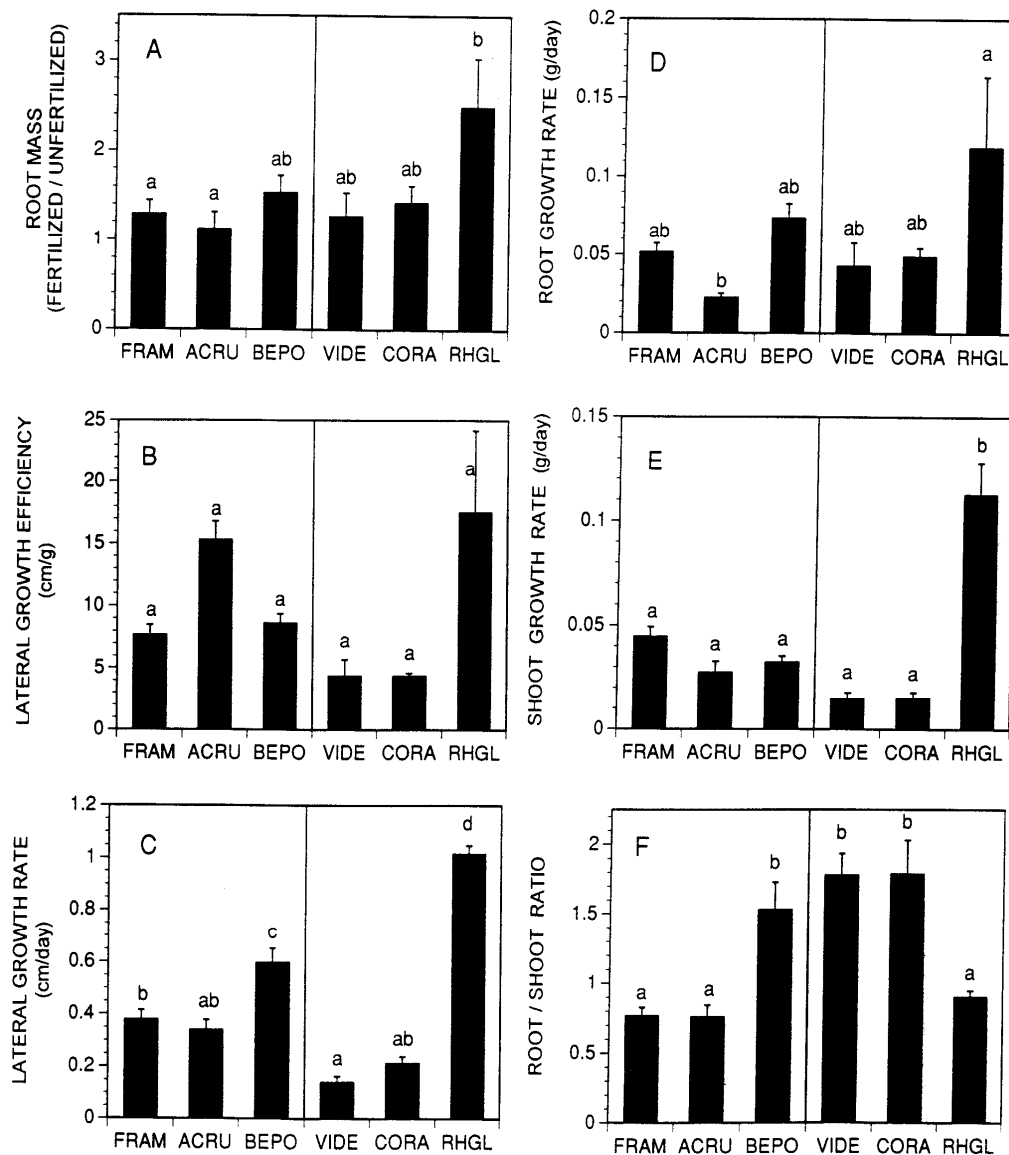 A
ROOT MASS
(FERTILIZED / UNFERTILIZED)
3
2
1
0
a
a
ab
ab
ab
b
FRAM ACRU BEPO VIDE CORA RHGL
D
ROOT GROWTH RATE (g/day)
0.2
0.15
0.1
0.05
0
ab
b
ab
ab
ab
a
FRAM ACRU BEPO VIDE CORA RHGL
B
LATERAL GROWTH EFFICIENCY
(cm/g)
25
20
15
10
5
0
a
a
a
a
a
a
FRAM ACRU BEPO VIDE CORA RHGL
E
SHOOT GROWTH RATE (g/day)
0.15
0.1
0.05
0
a
a
a
a
a
b
FRAM ACRU BEPO VIDE CORA RHGL
C
LATERAL GROWTH RATE
(cm/day)
1.2
1
0.8
0.6
0.4
0.2
0
b
ab
c
a
ab
d
FRAM ACRU BEPO VIDE CORA RHGL
F
ROOT / SHOOT RATIO
2
1.5
1
0.5
0
a
a
b
b
b
a
FRAM ACRU BEPO VIDE CORA RHGL